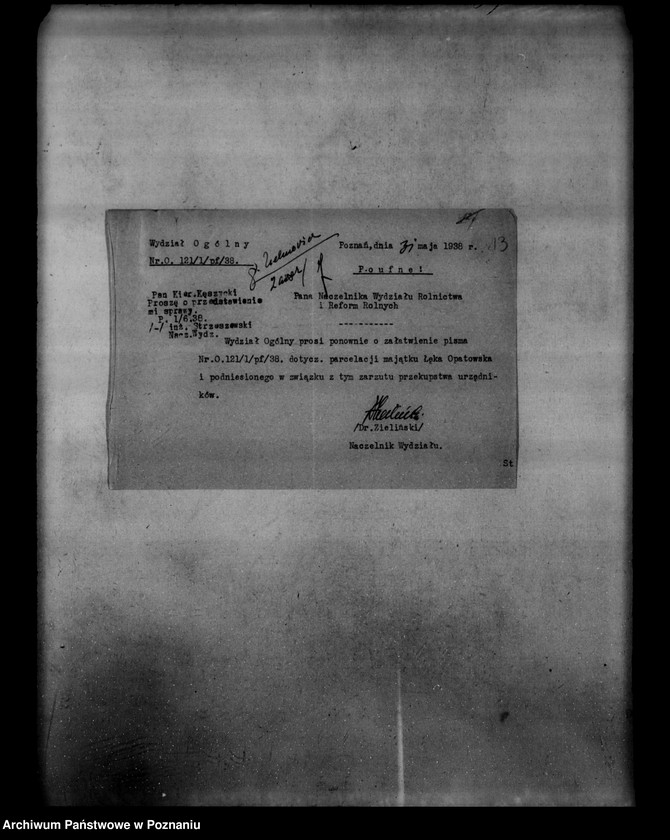 Wydział Ogólny
Nr.O. 121/1/pf/38.
Poznań, dnia 31 maja 1938 r.
13
Poufne!
Pan Kier.Kęszycki
Proszę o przedstawienie
mi sprawy.
P. 1/6.38.
/-/ inż. Strzeszewski
Nacz.Wydz.
Pana Naczelnika Wydziału Rolnictwa
i Reform Rolnych
Wydział Ogólny prosi ponownie o załatwienie pisma
Nr.O.121/1/pf/38. dotycz. parcelacji majątku Łęka Opatowska
i podniesionego w związku z tym zarzutu przekupstwa urzędni-
ków.
/Dr.Zieliński/
Naczelnik Wydziału.
St
Archiwum Państwowe w Poznaniu